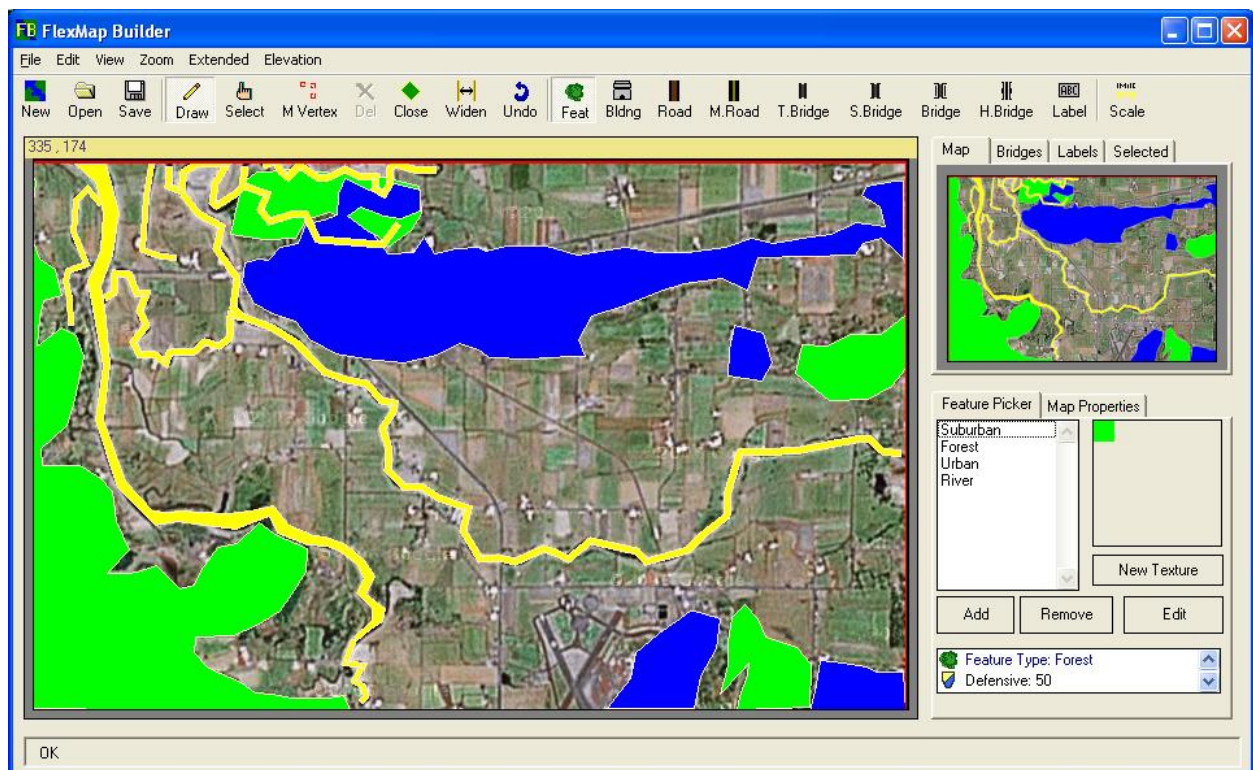 FB FlexMap Builder
File Edit View Zoom Extended Elevation
New Open Save Draw Select M Vertex Del Close Widen Undo Feat Bldng Road M.Road T.Bridge S.Bridge Bridge H.Bridge Label Scale
ABC
335 , 174
Map Bridges Labels Selected
Feature Picker Map Properties
Suburban
Forest
Urban
River
New Texture
Add Remove Edit
Feature Type: Forest
Defensive: 50
OK